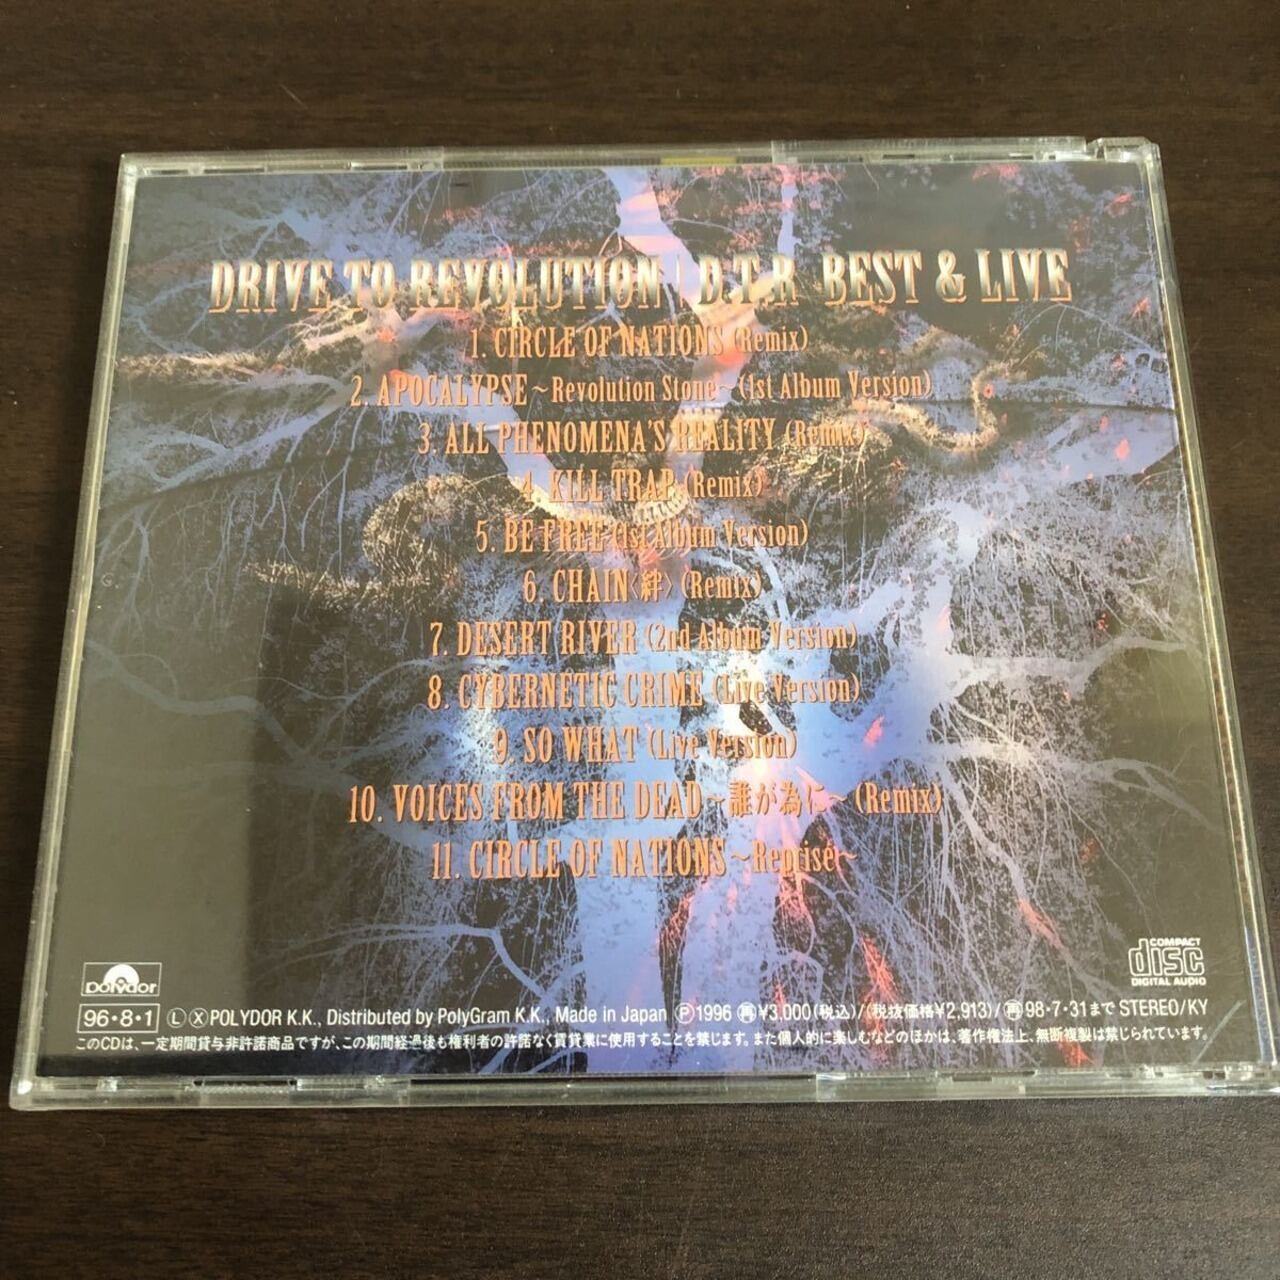 DRIVE TO REVOLUTION | D.T.R BEST & LIVE
1. CIRCLE OF NATIONS (Remix)
2. APOCALYPSE～Revolution Stone～(1st Album Version)
3. ALL PHENOMENA'S REALITY (Remix)
4. KILL TRAP (Remix)
5. BE FREE (1st Album Version)
6. CHAIN〈絆〉(Remix)
7. DESERT RIVER (2nd Album Version)
8. CYBERNETIC CRIME (Live Version)
9. SO WHAT (Live Version)
10. VOICES FROM THE DEAD～誰が為に～ (Remix)
11. CIRCLE OF NATIONS ～Reprise～
Polydor
COMPACT disc DIGITAL AUDIO
96・8・1 Ⓛ Ⓧ POLYDOR K.K., Distributed by PolyGram K.K., Made in Japan Ⓟ1996 ㊢¥3,000(税込)/(税抜価格¥2,913)/㊢98・7・31まで STEREO/KY
このCDは、一定期間貸与非許諾商品ですが、この期間経過後も権利者の許諾なく賃貸業に使用することを禁じます。また個人的に楽しむなどのほかは、著作権法上、無断複製は禁じられています。